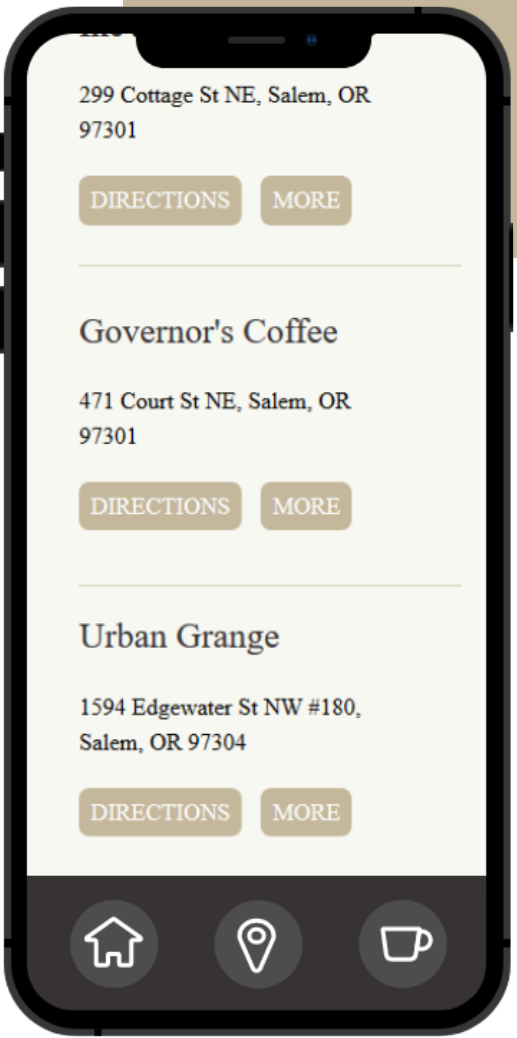 299 Cottage St NE, Salem, OR
97301
DIRECTIONS MORE
Governor's Coffee
471 Court St NE, Salem, OR
97301
DIRECTIONS MORE
Urban Grange
1594 Edgewater St NW #180,
Salem, OR 97304
DIRECTIONS MORE